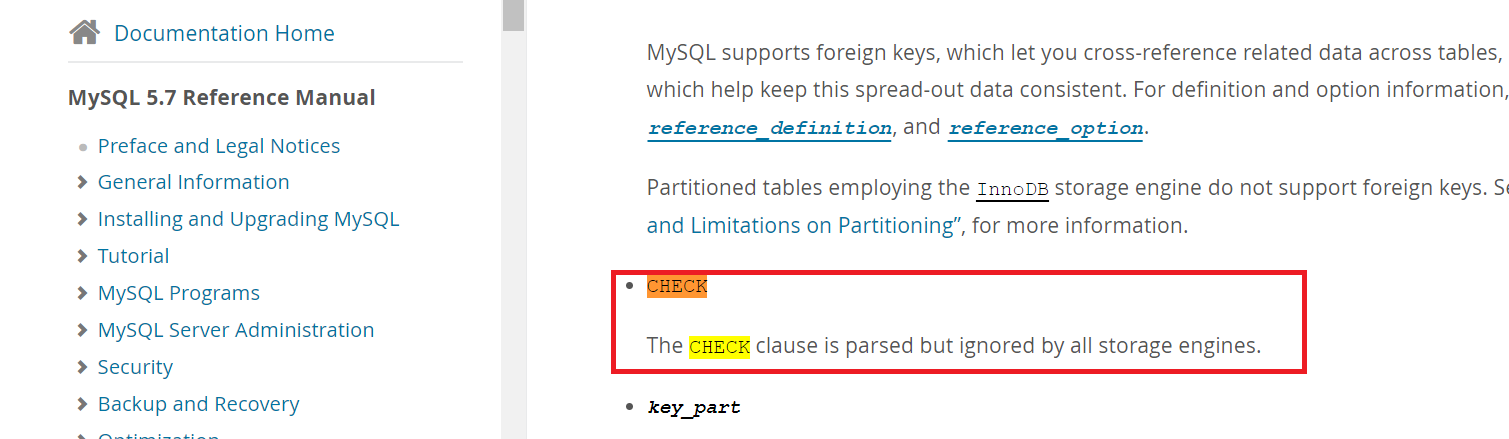 Documentation Home
MySQL 5.7 Reference Manual
Preface and Legal Notices
General Information
Installing and Upgrading MySQL
Tutorial
MySQL Programs
MySQL Server Administration
Security
Backup and Recovery
Optimization
MySQL supports foreign keys, which let you cross-reference related data across tables,
which help keep this spread-out data consistent. For definition and option information,
reference_definition, and reference_option.
Partitioned tables employing the InnoDB storage engine do not support foreign keys.
and Limitations on Partitioning”, for more information.
CHECK
The CHECK clause is parsed but ignored by all storage engines.
key_part